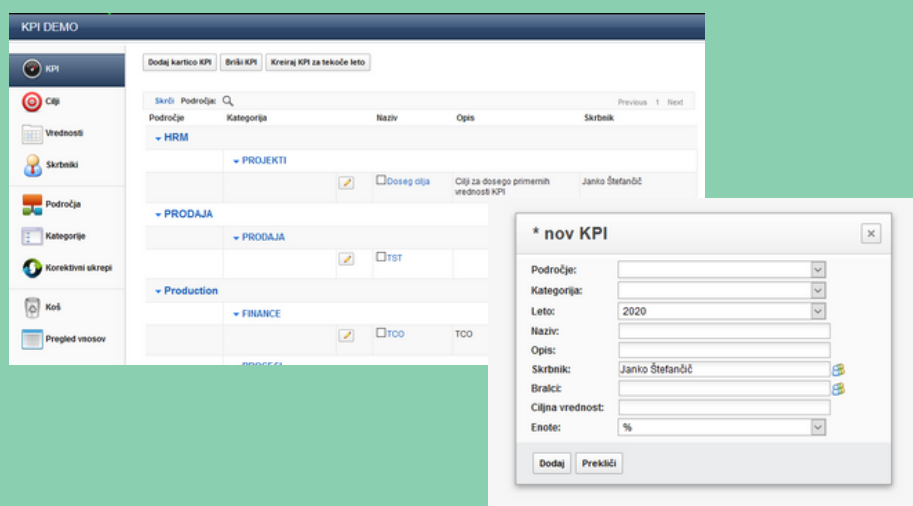 KPI DEMO
KPI
Cilji
Vrednosti
Skrbniki
Področja
Kategorije
Korektivni ukrepi
Koš
Pregled vnosov
Dodaj kartico KPI Briši KPI Kreiraj KPI za tekoče leto
Skrči Področja: Previous 1 Next
Področje Kategorija Naziv Opis Skrbnik
HRM
PROJEKTI
Doseg cilja Cilji za dosego primernih Janko Štefančič
vrednosti KPI
PRODAJA
PRODAJA
TST
Production
FINANCE
TCO TCO
PROCESI
* nov KPI
Področje:
Kategorija:
Leto: 2020
Naziv:
Opis:
Skrbnik: Janko Štefančič
Bralci:
Ciljna vrednost:
Enote: %
Dodaj Prekliči